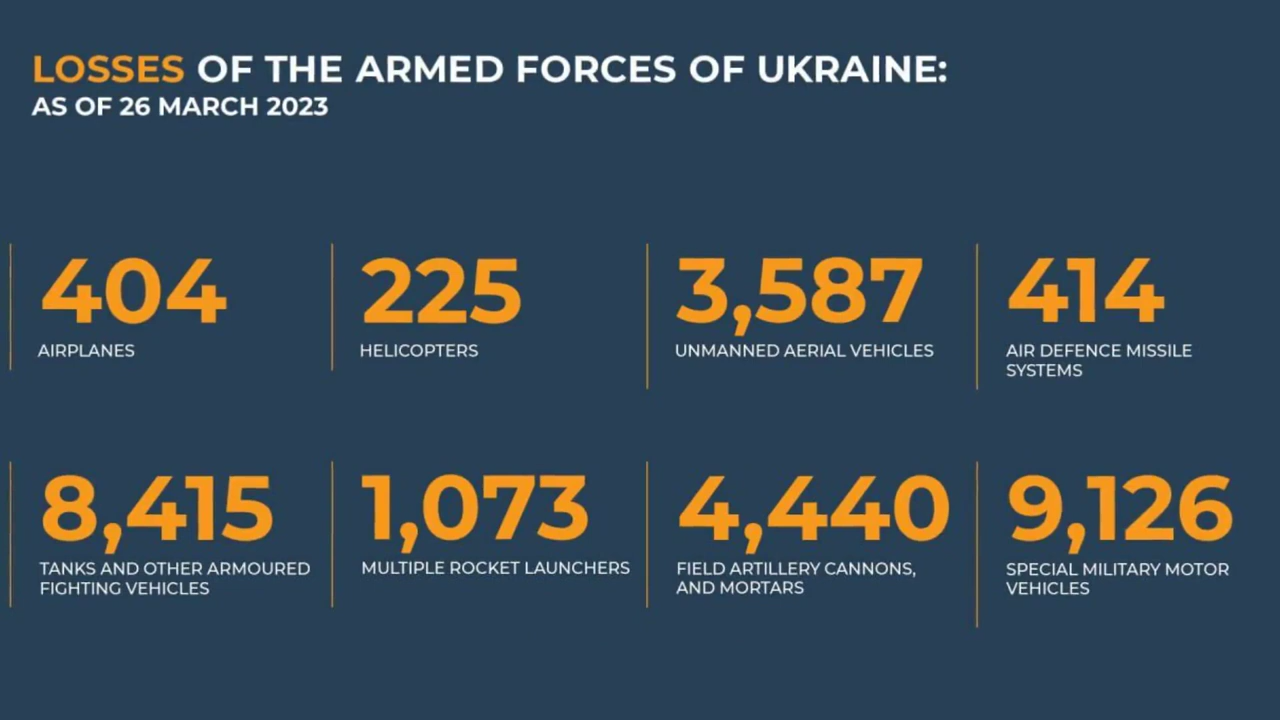 LOSSES OF THE ARMED FORCES OF UKRAINE:
AS OF 26 MARCH 2023
404
AIRPLANES
225
HELICOPTERS
3,587
UNMANNED AERIAL VEHICLES
414
AIR DEFENCE MISSILE
SYSTEMS
8,415
TANKS AND OTHER ARMOURED
FIGHTING VEHICLES
1,073
MULTIPLE ROCKET LAUNCHERS
4,440
FIELD ARTILLERY CANNONS,
AND MORTARS
9,126
SPECIAL MILITARY MOTOR
VEHICLES